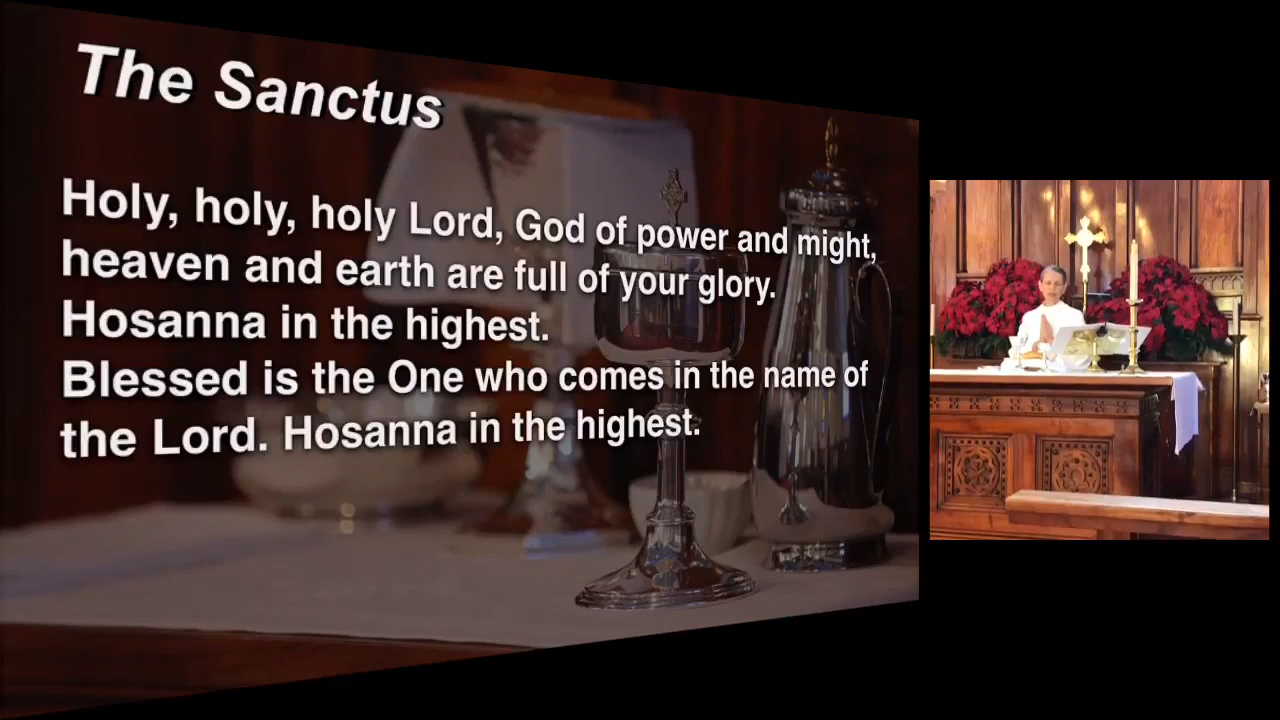 The Sanctus
Holy, holy, holy Lord, God of power and might,
heaven and earth are full of your glory.
Hosanna in the highest.
Blessed is the One who comes in the name of
the Lord. Hosanna in the highest.